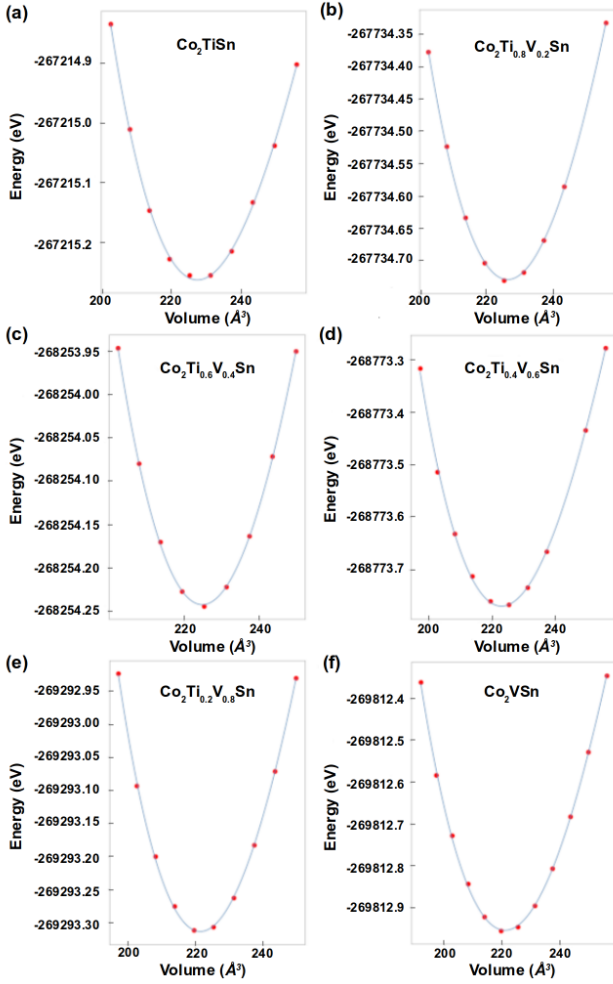 (a)
Co₂TiSn
Energy (eV)
-267214.9
-267215.0
-267215.1
-267215.2
200 220 240 260
Volume (Å³)
(b)
Co₂Ti₀.₈V₀.₂Sn
Energy (eV)
-267734.35
-267734.40
-267734.45
-267734.50
-267734.55
-267734.60
-267734.65
-267734.70
200 220 240
Volume (Å³)
(c)
Co₂Ti₀.₆V₀.₄Sn
Energy (eV)
-268253.95
-268254.00
-268254.05
-268254.10
-268254.15
-268254.20
-268254.25
220 240
Volume (Å³)
(d)
Co₂Ti₀.₄V₀.₆Sn
Energy (eV)
-268773.3
-268773.4
-268773.5
-268773.6
-268773.7
200 220 240
Volume (Å³)
(e)
Co₂Ti₀.₂V₀.₈Sn
Energy (eV)
-269292.95
-269293.00
-269293.05
-269293.10
-269293.15
-269293.20
-269293.25
-269293.30
200 220 240
Volume (Å³)
(f)
Co₂VSn
Energy (eV)
-269812.4
-269812.5
-269812.6
-269812.7
-269812.8
-269812.9
200 220 240
Volume (Å³)